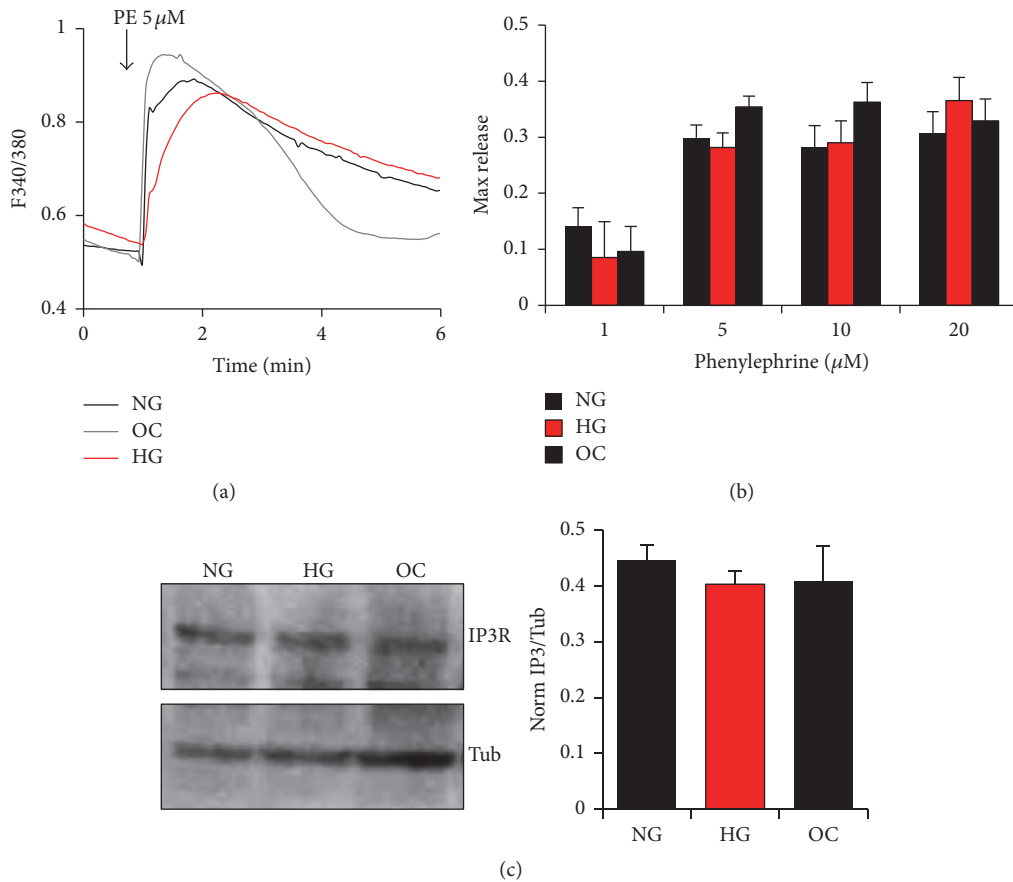 PE 5 μM
F340/380
1
0.8
0.6
0.4
0 2 4 6
Time (min)
NG
OC
HG
(a)
Max release
0.5
0.4
0.3
0.2
0.1
0
1 5 10 20
Phenylephrine (μM)
NG
HG
OC
(b)
NG HG OC
IP3R
Tub
Norm IP3/Tub
0.5
0.4
0.3
0.2
0.1
0
NG HG OC
(c)